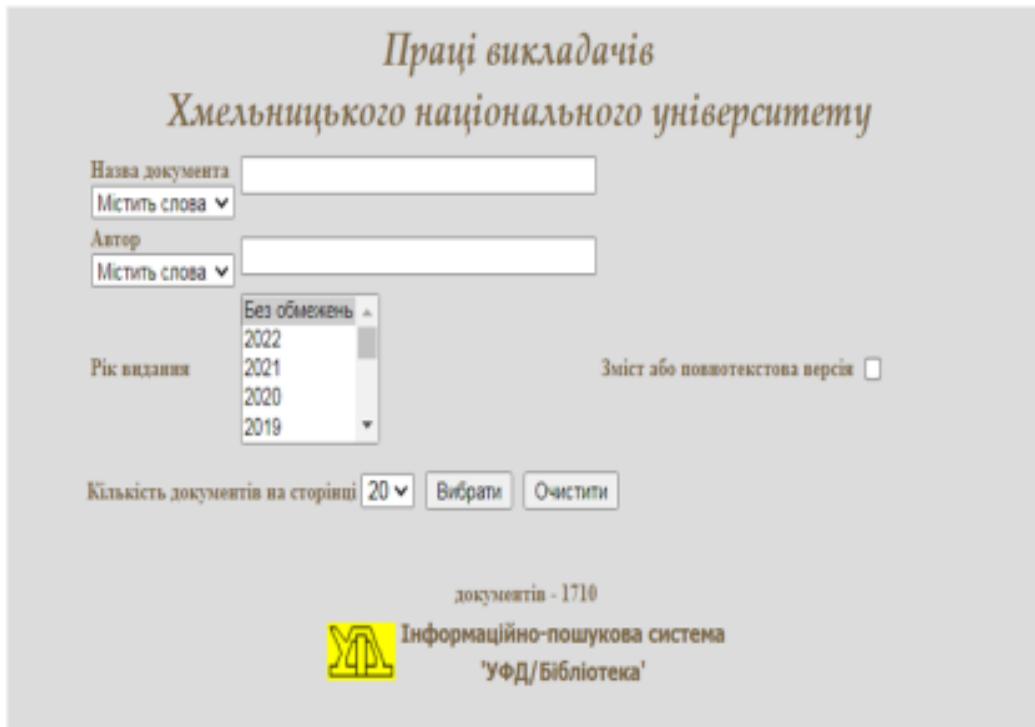 Праці викладачів
Хмельницького національного університету
Назва документа
Містить слова
Автор
Містить слова
Без обмежень
2022
2021
2020
2019
Рік видання
Зміст або повнотекстова версія
Кількість документів на сторінці 20 Вибрати Очистити
документів - 1710
УФД
Інформаційно-пошукова система
'УФД/Бібліотека'